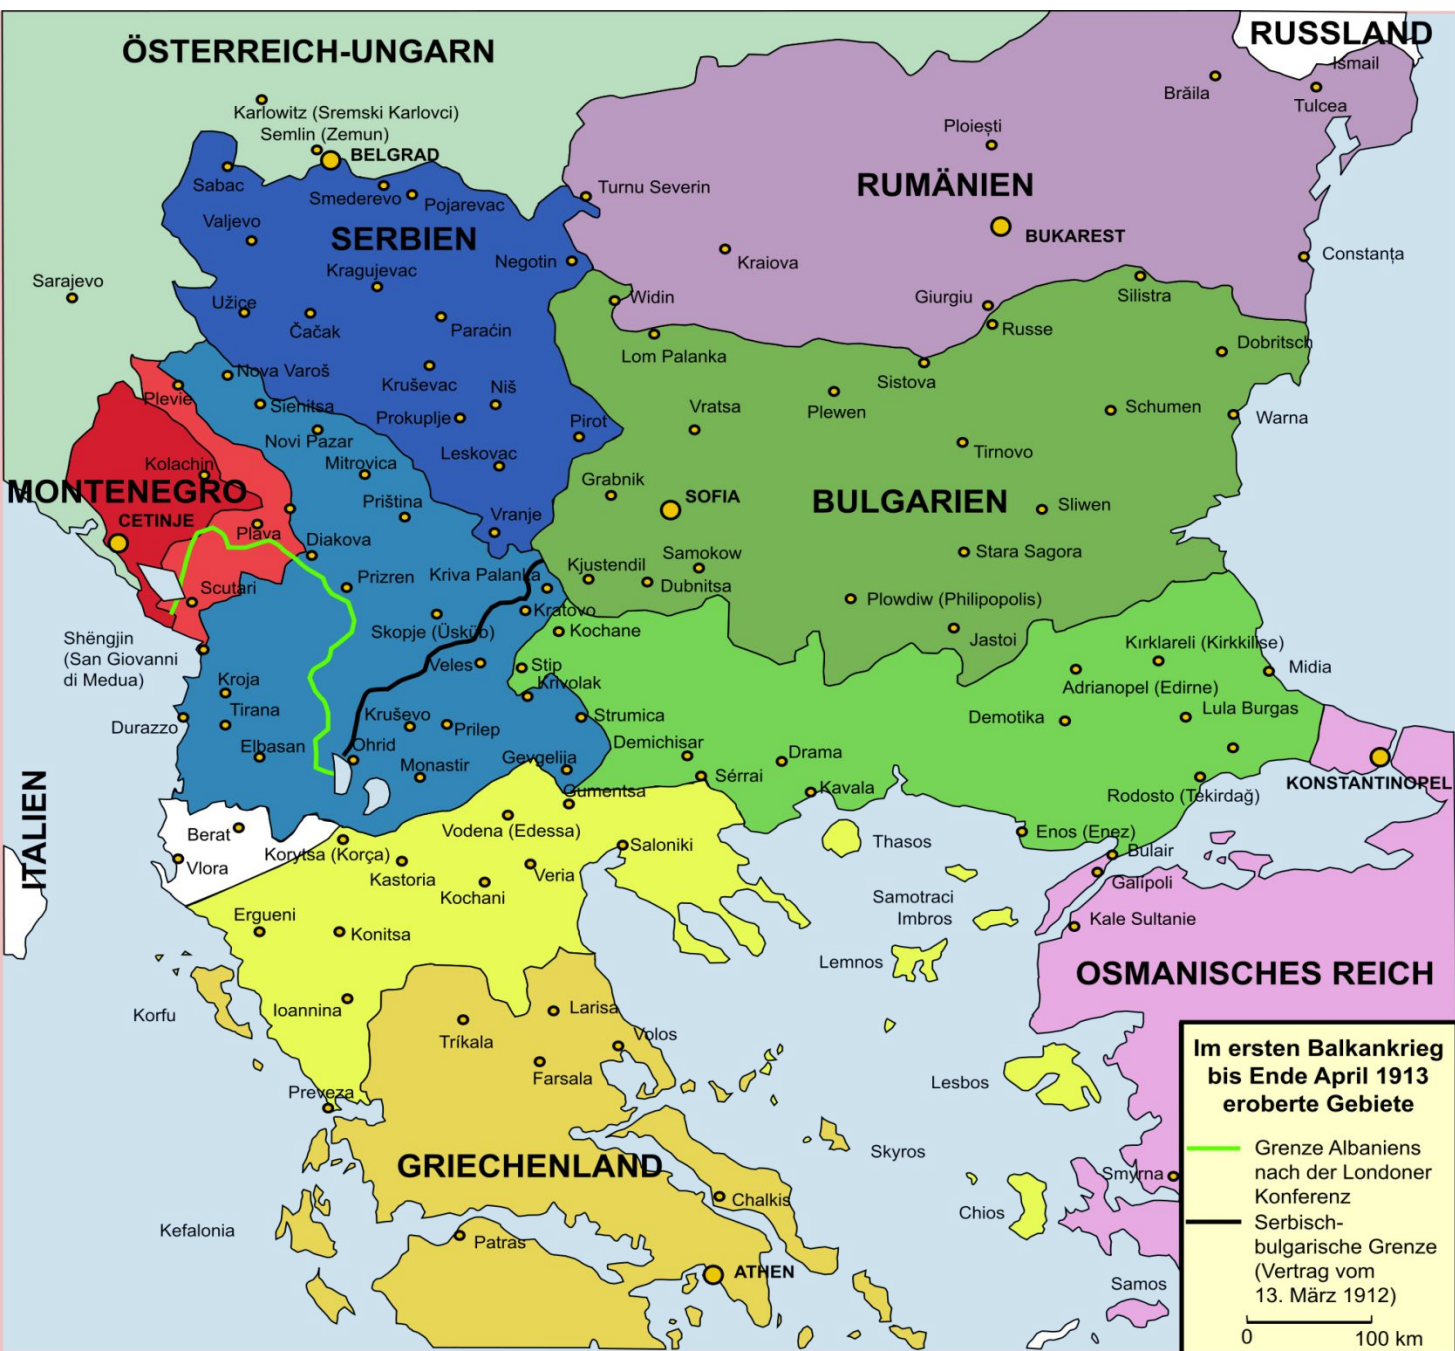 ÖSTERREICH-UNGARN
RUSSLAND
Ismail
Brăila
Tulcea
Karlowitz (Sremski Karlovci)
Semlin (Zemun)
BELGRAD
Ploiești
Sabac
Smederevo
Pojarevac
Turnu Severin
RUMÄNIEN
Valjevo
SERBIEN
BUKAREST
Kragujevac
Negotin
Kraiova
Constanța
Sarajevo
Užice
Čačak
Paraćin
Widin
Giurgiu
Silistra
Russe
Lom Palanka
Dobritsch
Nova Varoš
Kruševac
Niš
Sistova
Plevie
Sienitsa
Prokuplje
Pirot
Vratsa
Plewen
Schumen
Warna
Novi Pazar
Mitrovica
Leskovac
Tirnovo
Kolachin
MONTENEGRO
CETINJE
Priština
Vranje
Grabnik
SOFIA
BULGARIEN
Sliwen
Plava
Diakova
Samokow
Stara Sagora
Prizren
Kriva Palanka
Kjustendil
Dubnitsa
Scutari
Kratovo
Plowdiw (Philipopolis)
Skopje (Üsküb)
Kochane
Jastoi
Shëngjin
(San Giovanni
di Medua)
Veles
Stip
Kırklareli (Kirkkilise)
Midia
Kroja
Krivolak
Adrianopel (Edirne)
Tirana
Durazzo
Kruševo
Prilep
Strumica
Demotika
Lula Burgas
Elbasan
Ohrid
Monastir
Gevgelija
Demichisar
Drama
Sérrai
KONSTANTINOPEL
Gumentsa
Kavala
Rodosto (Tekirdağ)
ITALIEN
Berat
Vlora
Korytsa (Korça)
Vodena (Edessa)
Saloniki
Thasos
Enos (Enez)
Bulair
Kastoria
Veria
Kochani
Galipoli
Samotraci
Imbros
Kale Sultanie
Ergueni
Konitsa
Lemnos
OSMANISCHES REICH
Korfu
Ioannina
Larisa
Tríkala
Volos
Farsala
Lesbos
Preveza
Skyros
GRIECHENLAND
Smyrna
Chalkis
Chios
Kefalonia
Patras
ATHEN
Samos
Im ersten Balkankrieg
bis Ende April 1913
eroberte Gebiete
Grenze Albaniens
nach der Londoner
Konferenz
Serbisch-
bulgarische Grenze
(Vertrag vom
13. März 1912)
0 100 km